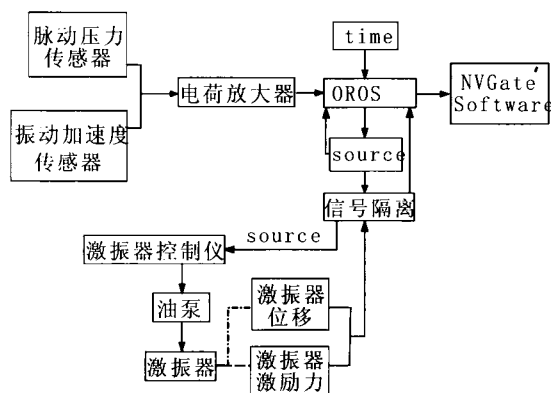 脉动压力
传感器
time
电荷放大器
OROS
NVGate
Software
振动加速度
传感器
source
信号隔离
source
激振器控制仪
激振器
位移
油泵
激振器
激振器
激励力